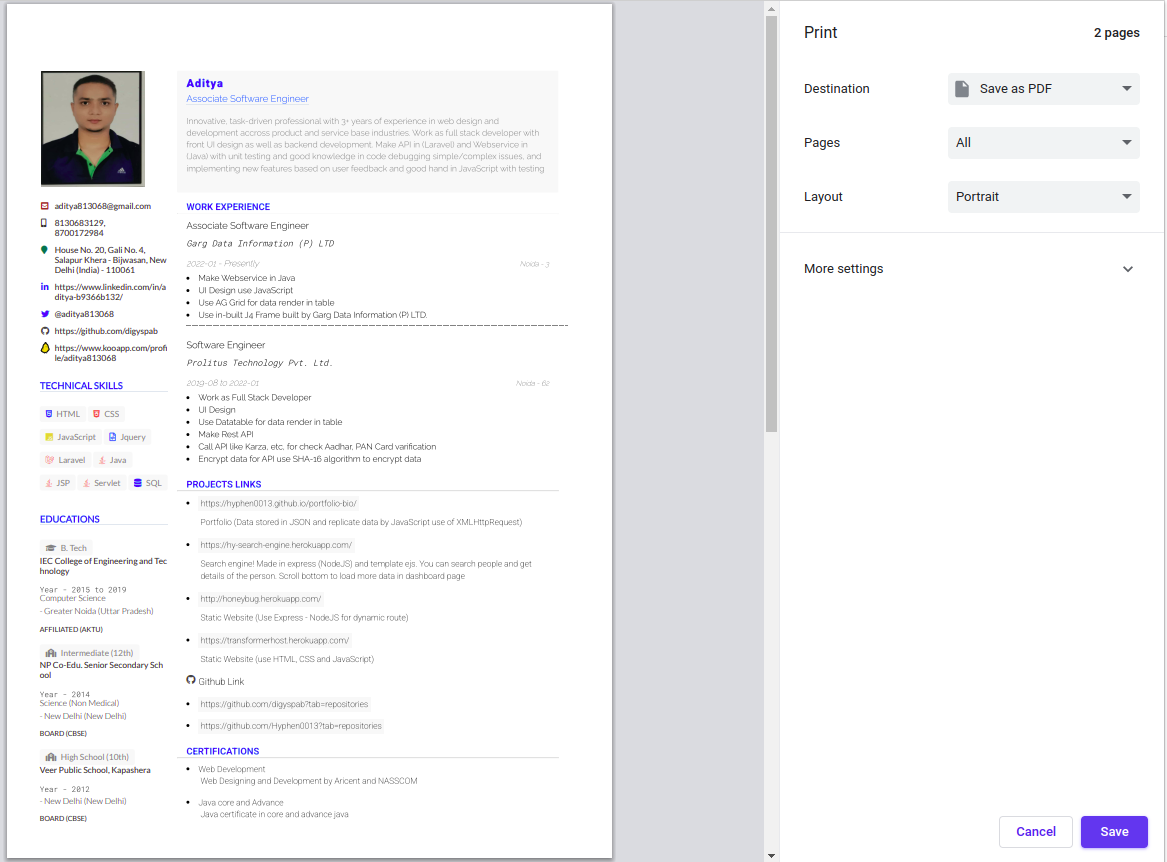 Aditya
Associate Software Engineer
Innovative, task-driven professional with 3+ years of experience in web design and
development accross product and service base industries. Work as full stack developer with
front UI design as well as backend development. Make API in (Laravel) and Webservice in
(Java) with unit testing and good knowledge in code debugging simple/complex issues, and
implementing new features based on user feedback and good hand in JavaScript with testing
aditya813068@gmail.com
8130683129,
8700172984
House No. 20, Gali No. 4,
Salapur Khera - Bijwasan, New
Delhi (India) - 110061
https://www.linkedin.com/in/a
ditya-b9366b132/
@aditya813068
https://github.com/digyspab
https://www.kooapp.com/profi
le/aditya813068
TECHNICAL SKILLS
HTML CSS
JavaScript Jquery
Laravel Java
JSP Servlet SQL
EDUCATIONS
B. Tech
IEC College of Engineering and Tec
hnology
Year - 2015 to 2019
Computer Science
- Greater Noida (Uttar Pradesh)
AFFILIATED (AKTU)
Intermediate (12th)
NP Co-Edu. Senior Secondary Sch
ool
Year - 2014
Science (Non Medical)
- New Delhi (New Delhi)
BOARD (CBSE)
High School (10th)
Veer Public School, Kapashera
Year - 2012
- New Delhi (New Delhi)
BOARD (CBSE)
WORK EXPERIENCE
Associate Software Engineer
Garg Data Information (P) LTD
2022-01 - Presently Noida - 3
Make Webservice in Java
UI Design use JavaScript
Use AG Grid for data render in table
Use in-built J4 Frame built by Garg Data Information (P) LTD.
Software Engineer
Prolitus Technology Pvt. Ltd.
2019-08 to 2022-01 Noida - 62
Work as Full Stack Developer
UI Design
Use Datatable for data render in table
Make Rest API
Call API like Karza, etc, for check Aadhar, PAN Card varification
Encrypt data for API use SHA-16 algorithm to encrypt data
PROJECTS LINKS
https://hyphen0013.github.io/portfolio-bio/
Portfolio (Data stored in JSON and replicate data by JavaScript use of XMLHttpRequest)
https://hy-search-engine.herokuapp.com/
Search engine! Made in express (NodeJS) and template ejs. You can search people and get
details of the person. Scroll bottom to load more data in dashboard page
http://honeybug.herokuapp.com/
Static Website (Use Express - NodeJS for dynamic route)
https://transformerhost.herokuapp.com/
Static Website (use HTML, CSS and JavaScript)
Github Link
https://github.com/digyspab?tab=repositories
https://github.com/Hyphen0013?tab=repositories
CERTIFICATIONS
Web Development
Web Designing and Development by Aricent and NASSCOM
Java core and Advance
Java certificate in core and advance java
Print 2 pages
Destination Save as PDF
Pages All
Layout Portrait
More settings
Cancel Save